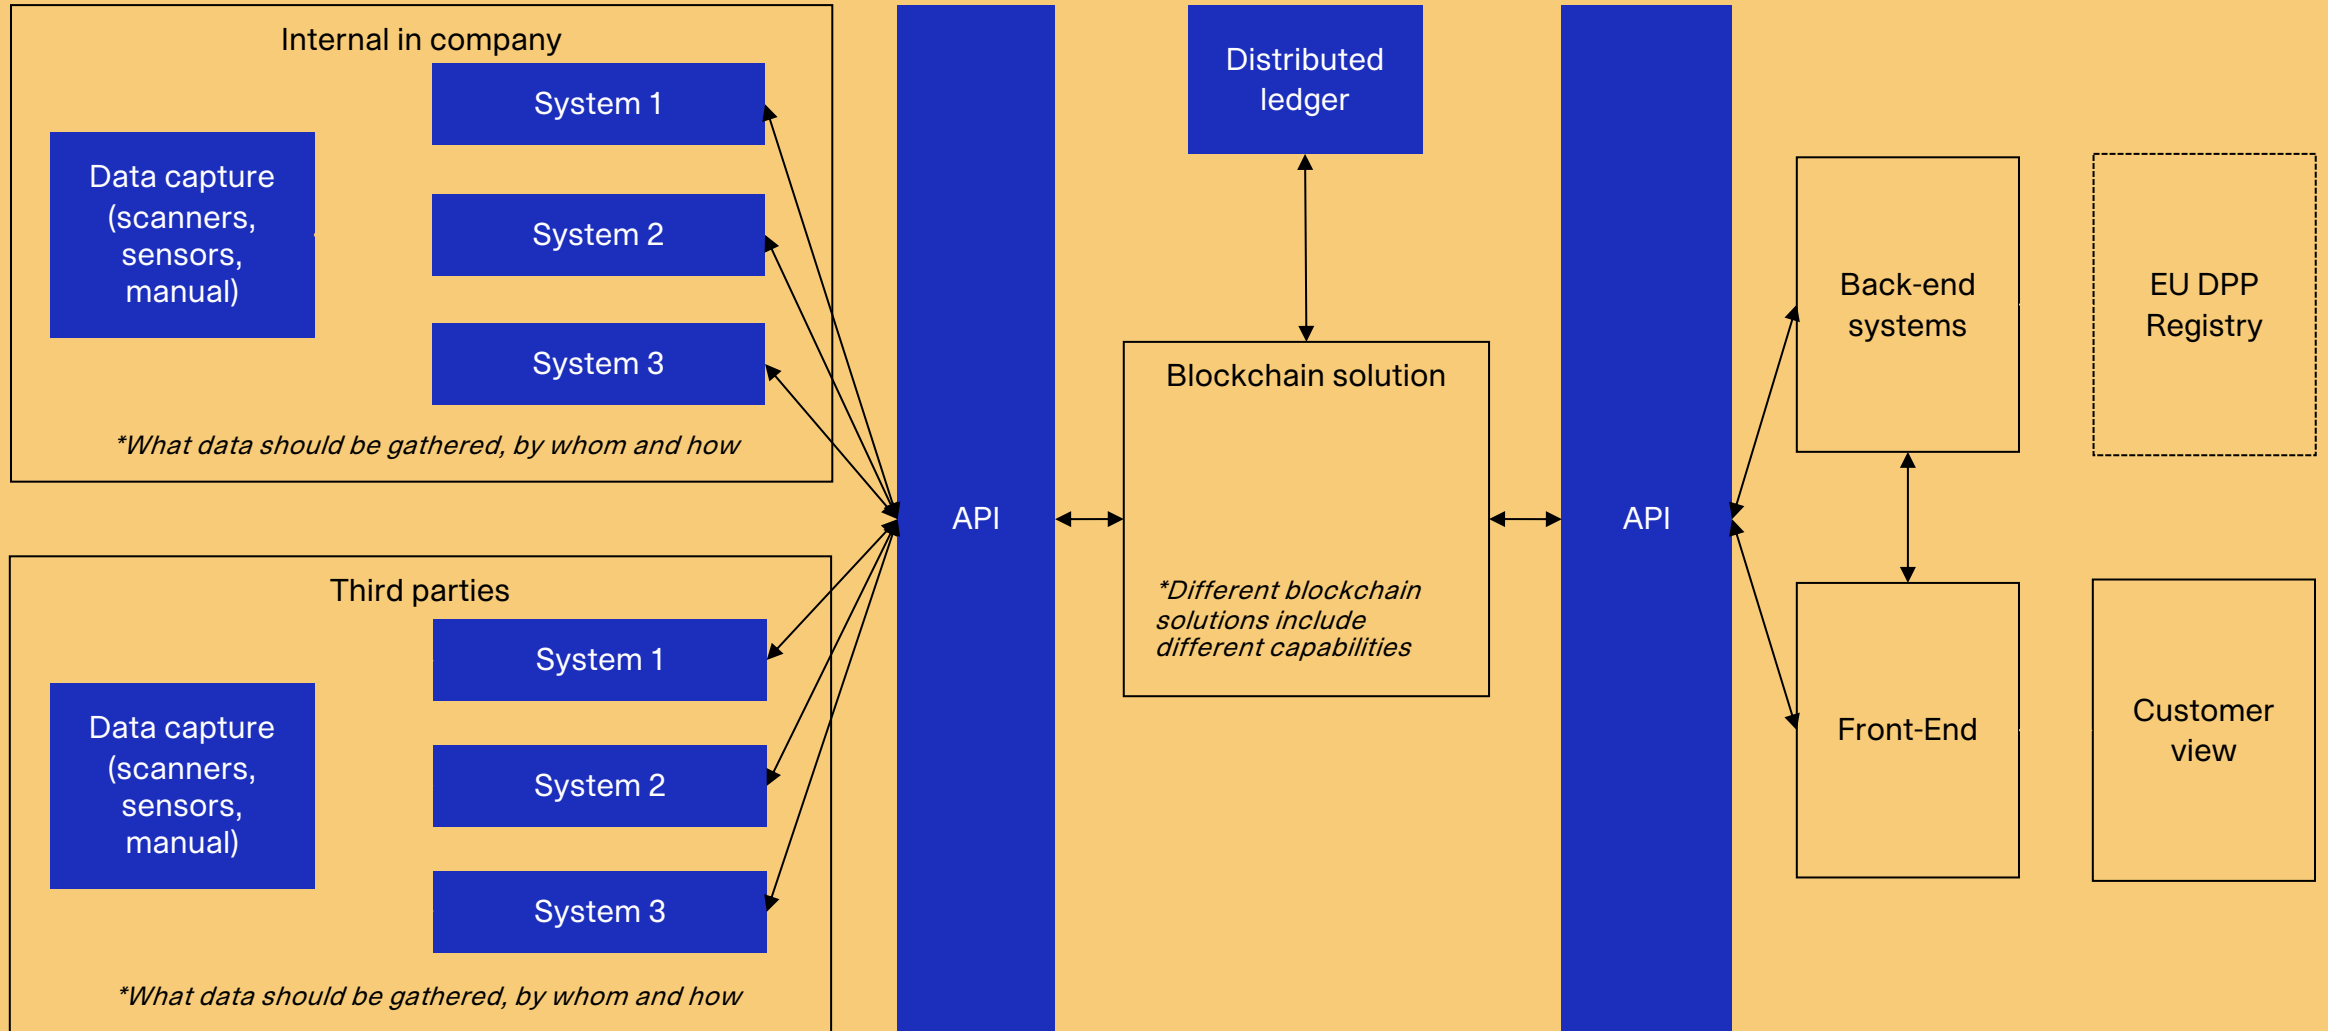 Internal in company
Data capture
(scanners,
sensors,
manual)
System 1
System 2
System 3
*What data should be gathered, by whom and how
Third parties
Data capture
(scanners,
sensors,
manual)
System 1
System 2
System 3
*What data should be gathered, by whom and how
API
Distributed
ledger
Blockchain solution
*Different blockchain
solutions include
different capabilities
API
Back-end
systems
EU DPP
Registry
Front-End
Customer
view